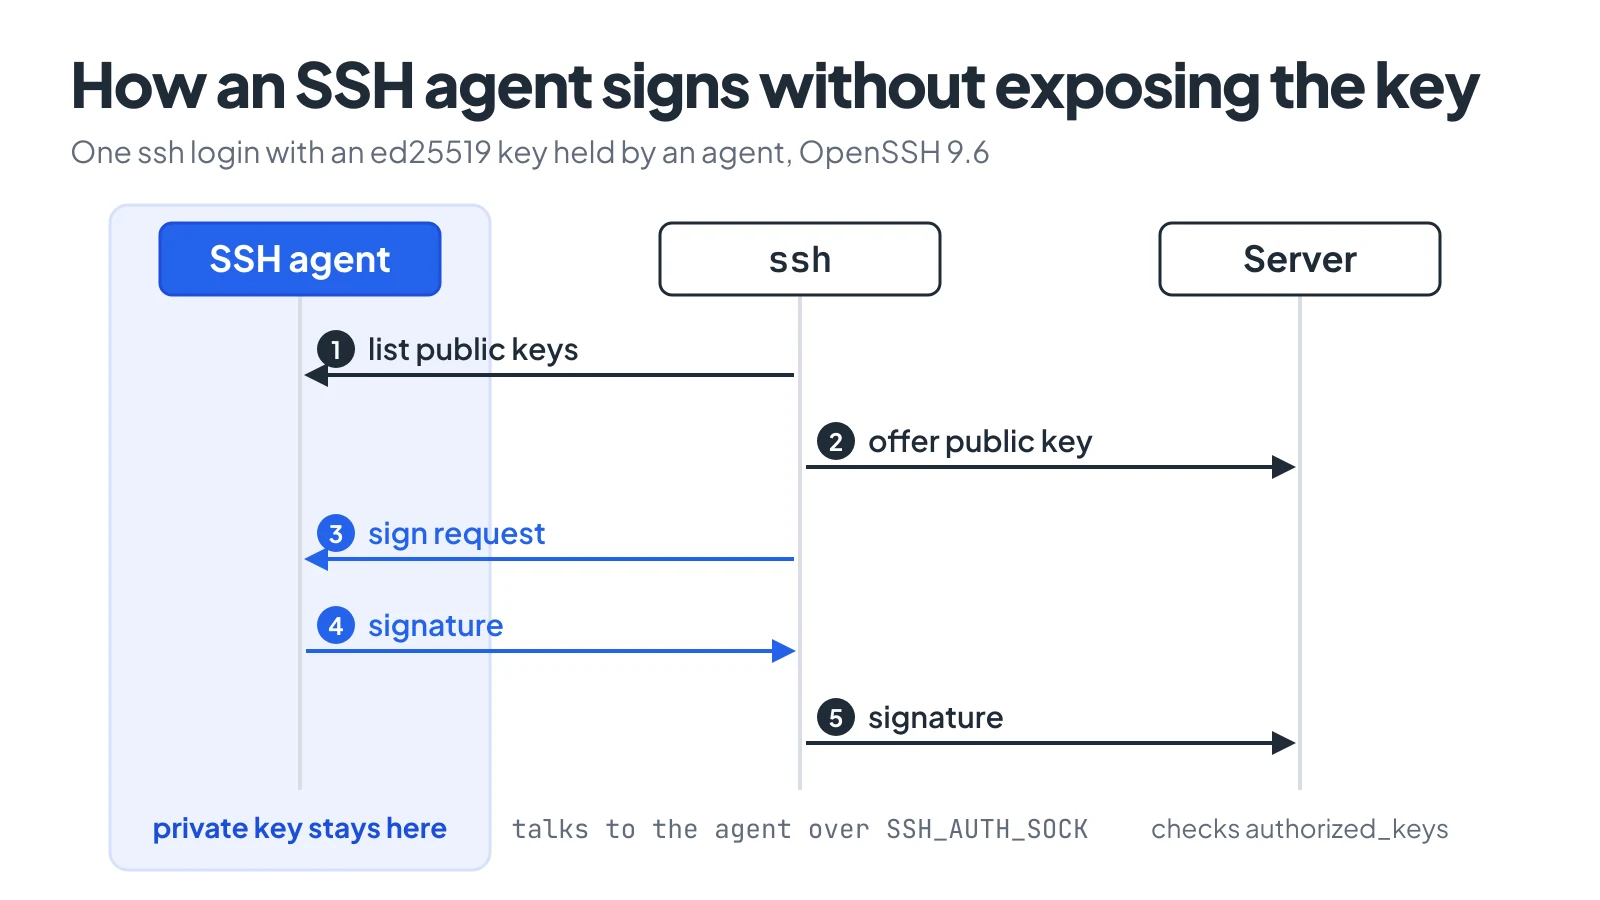 How an SSH agent signs without exposing the key
One ssh login with an ed25519 key held by an agent, OpenSSH 9.6
SSH agent
ssh
Server
1 list public keys
2 offer public key
3 sign request
4 signature
5 signature
private key stays here
talks to the agent over SSH_AUTH_SOCK
checks authorized_keys